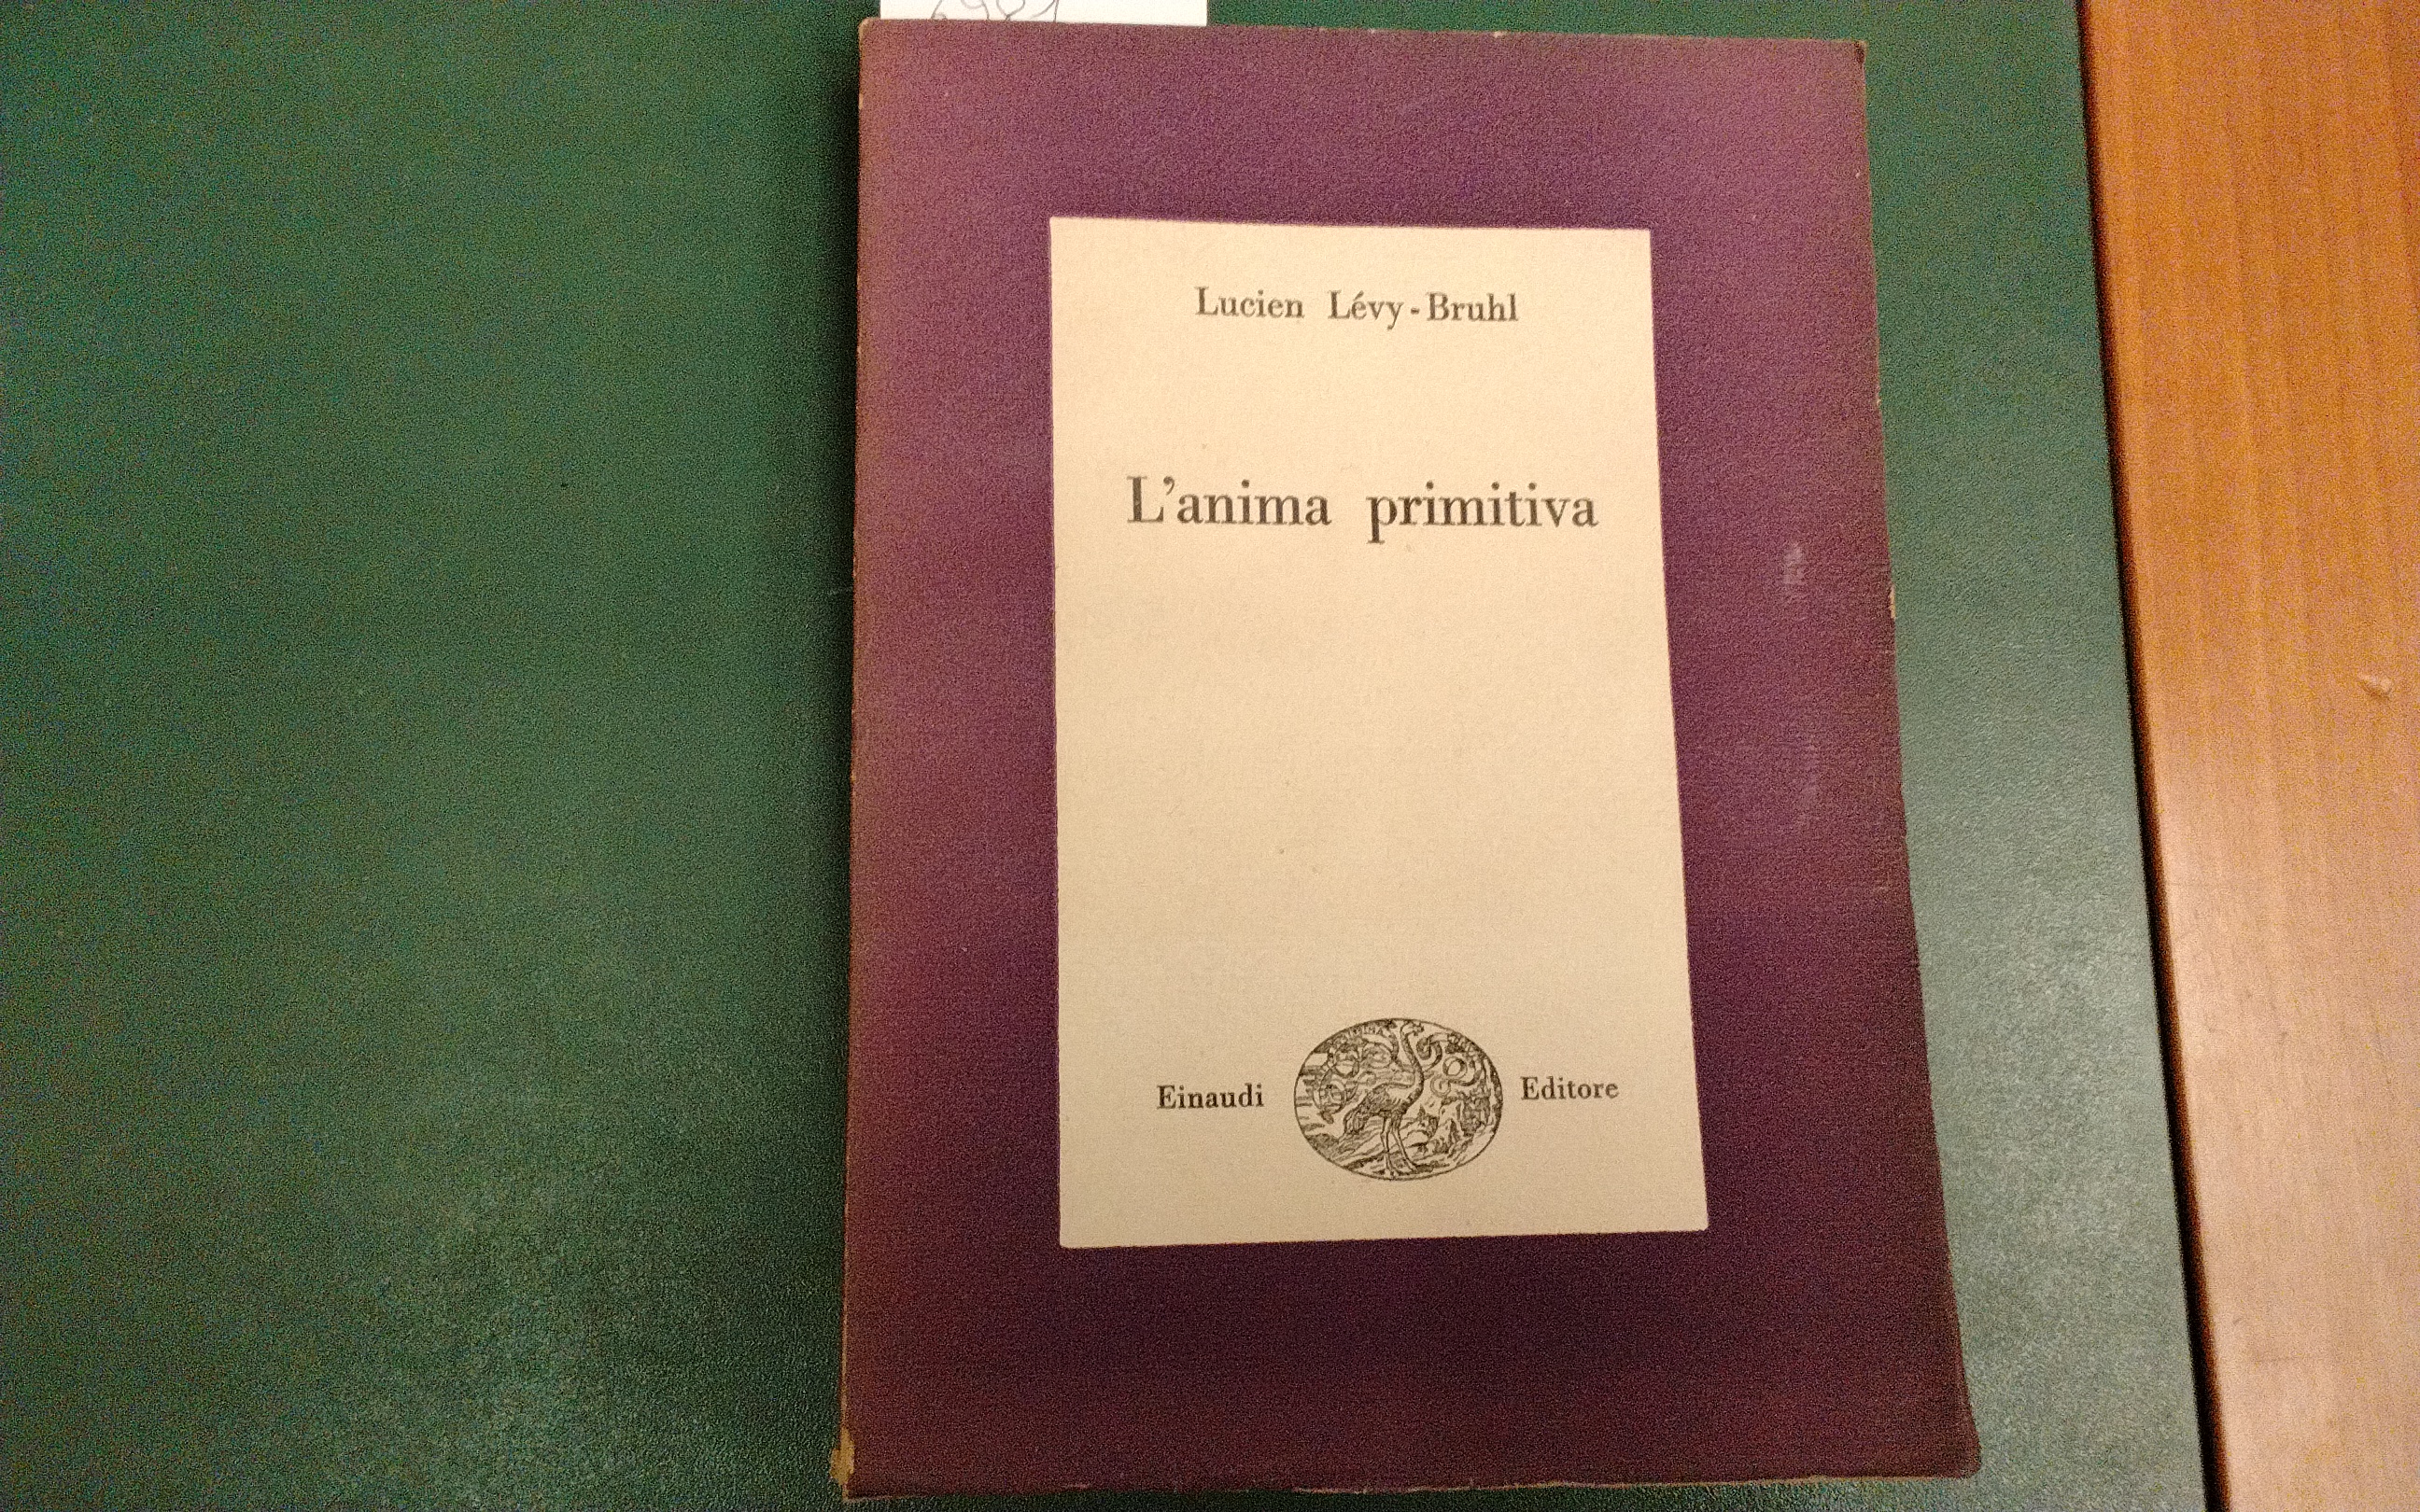 Lucien Lévy-Bruhl
L'anima primitiva
Einaudi Editore